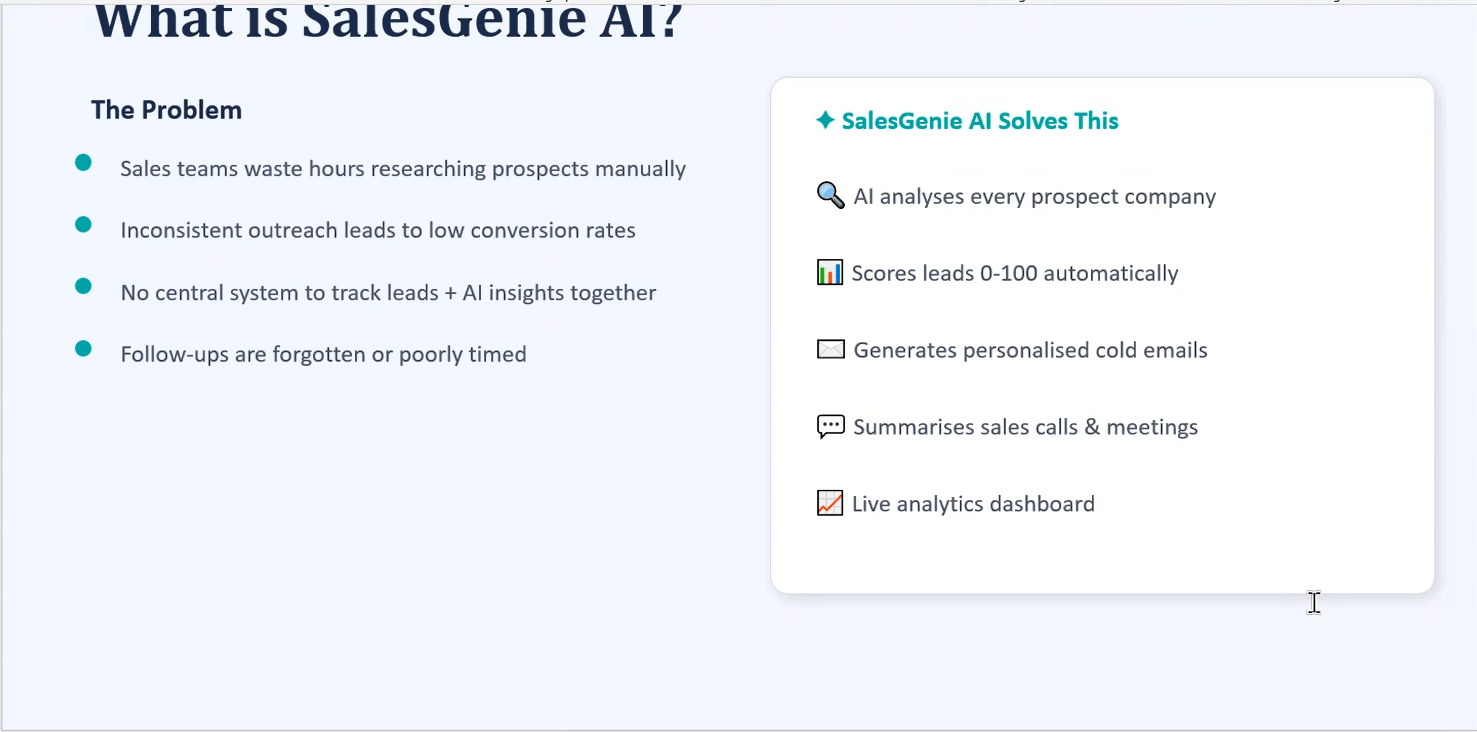 What is SalesGenie AI?
The Problem
Sales teams waste hours researching prospects manually
Inconsistent outreach leads to low conversion rates
No central system to track leads + AI insights together
Follow-ups are forgotten or poorly timed
✦ SalesGenie AI Solves This
🔍 AI analyses every prospect company
📊 Scores leads 0-100 automatically
✉️ Generates personalised cold emails
💬 Summarises sales calls & meetings
📈 Live analytics dashboard